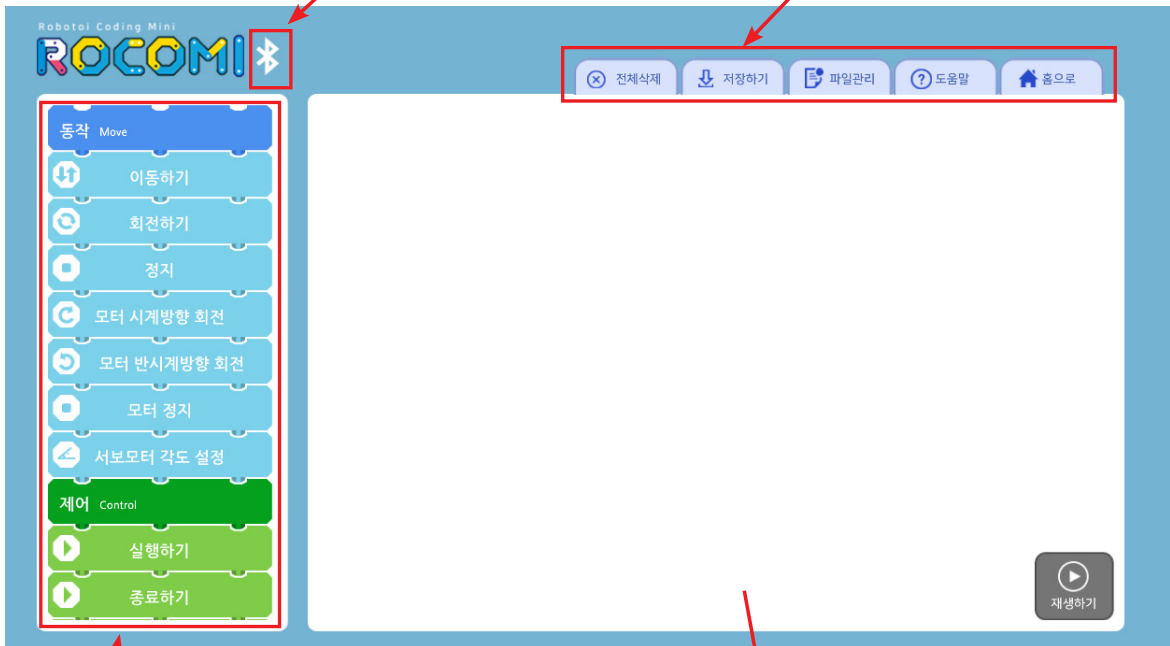 Robotoi Coding Mini
ROCOMI
전체삭제 저장하기 파일관리 도움말 홈으로
동작 Move
이동하기
회전하기
정지
모터 시계방향 회전
모터 반시계방향 회전
모터 정지
서보모터 각도 설정
제어 Control
실행하기
종료하기
재생하기